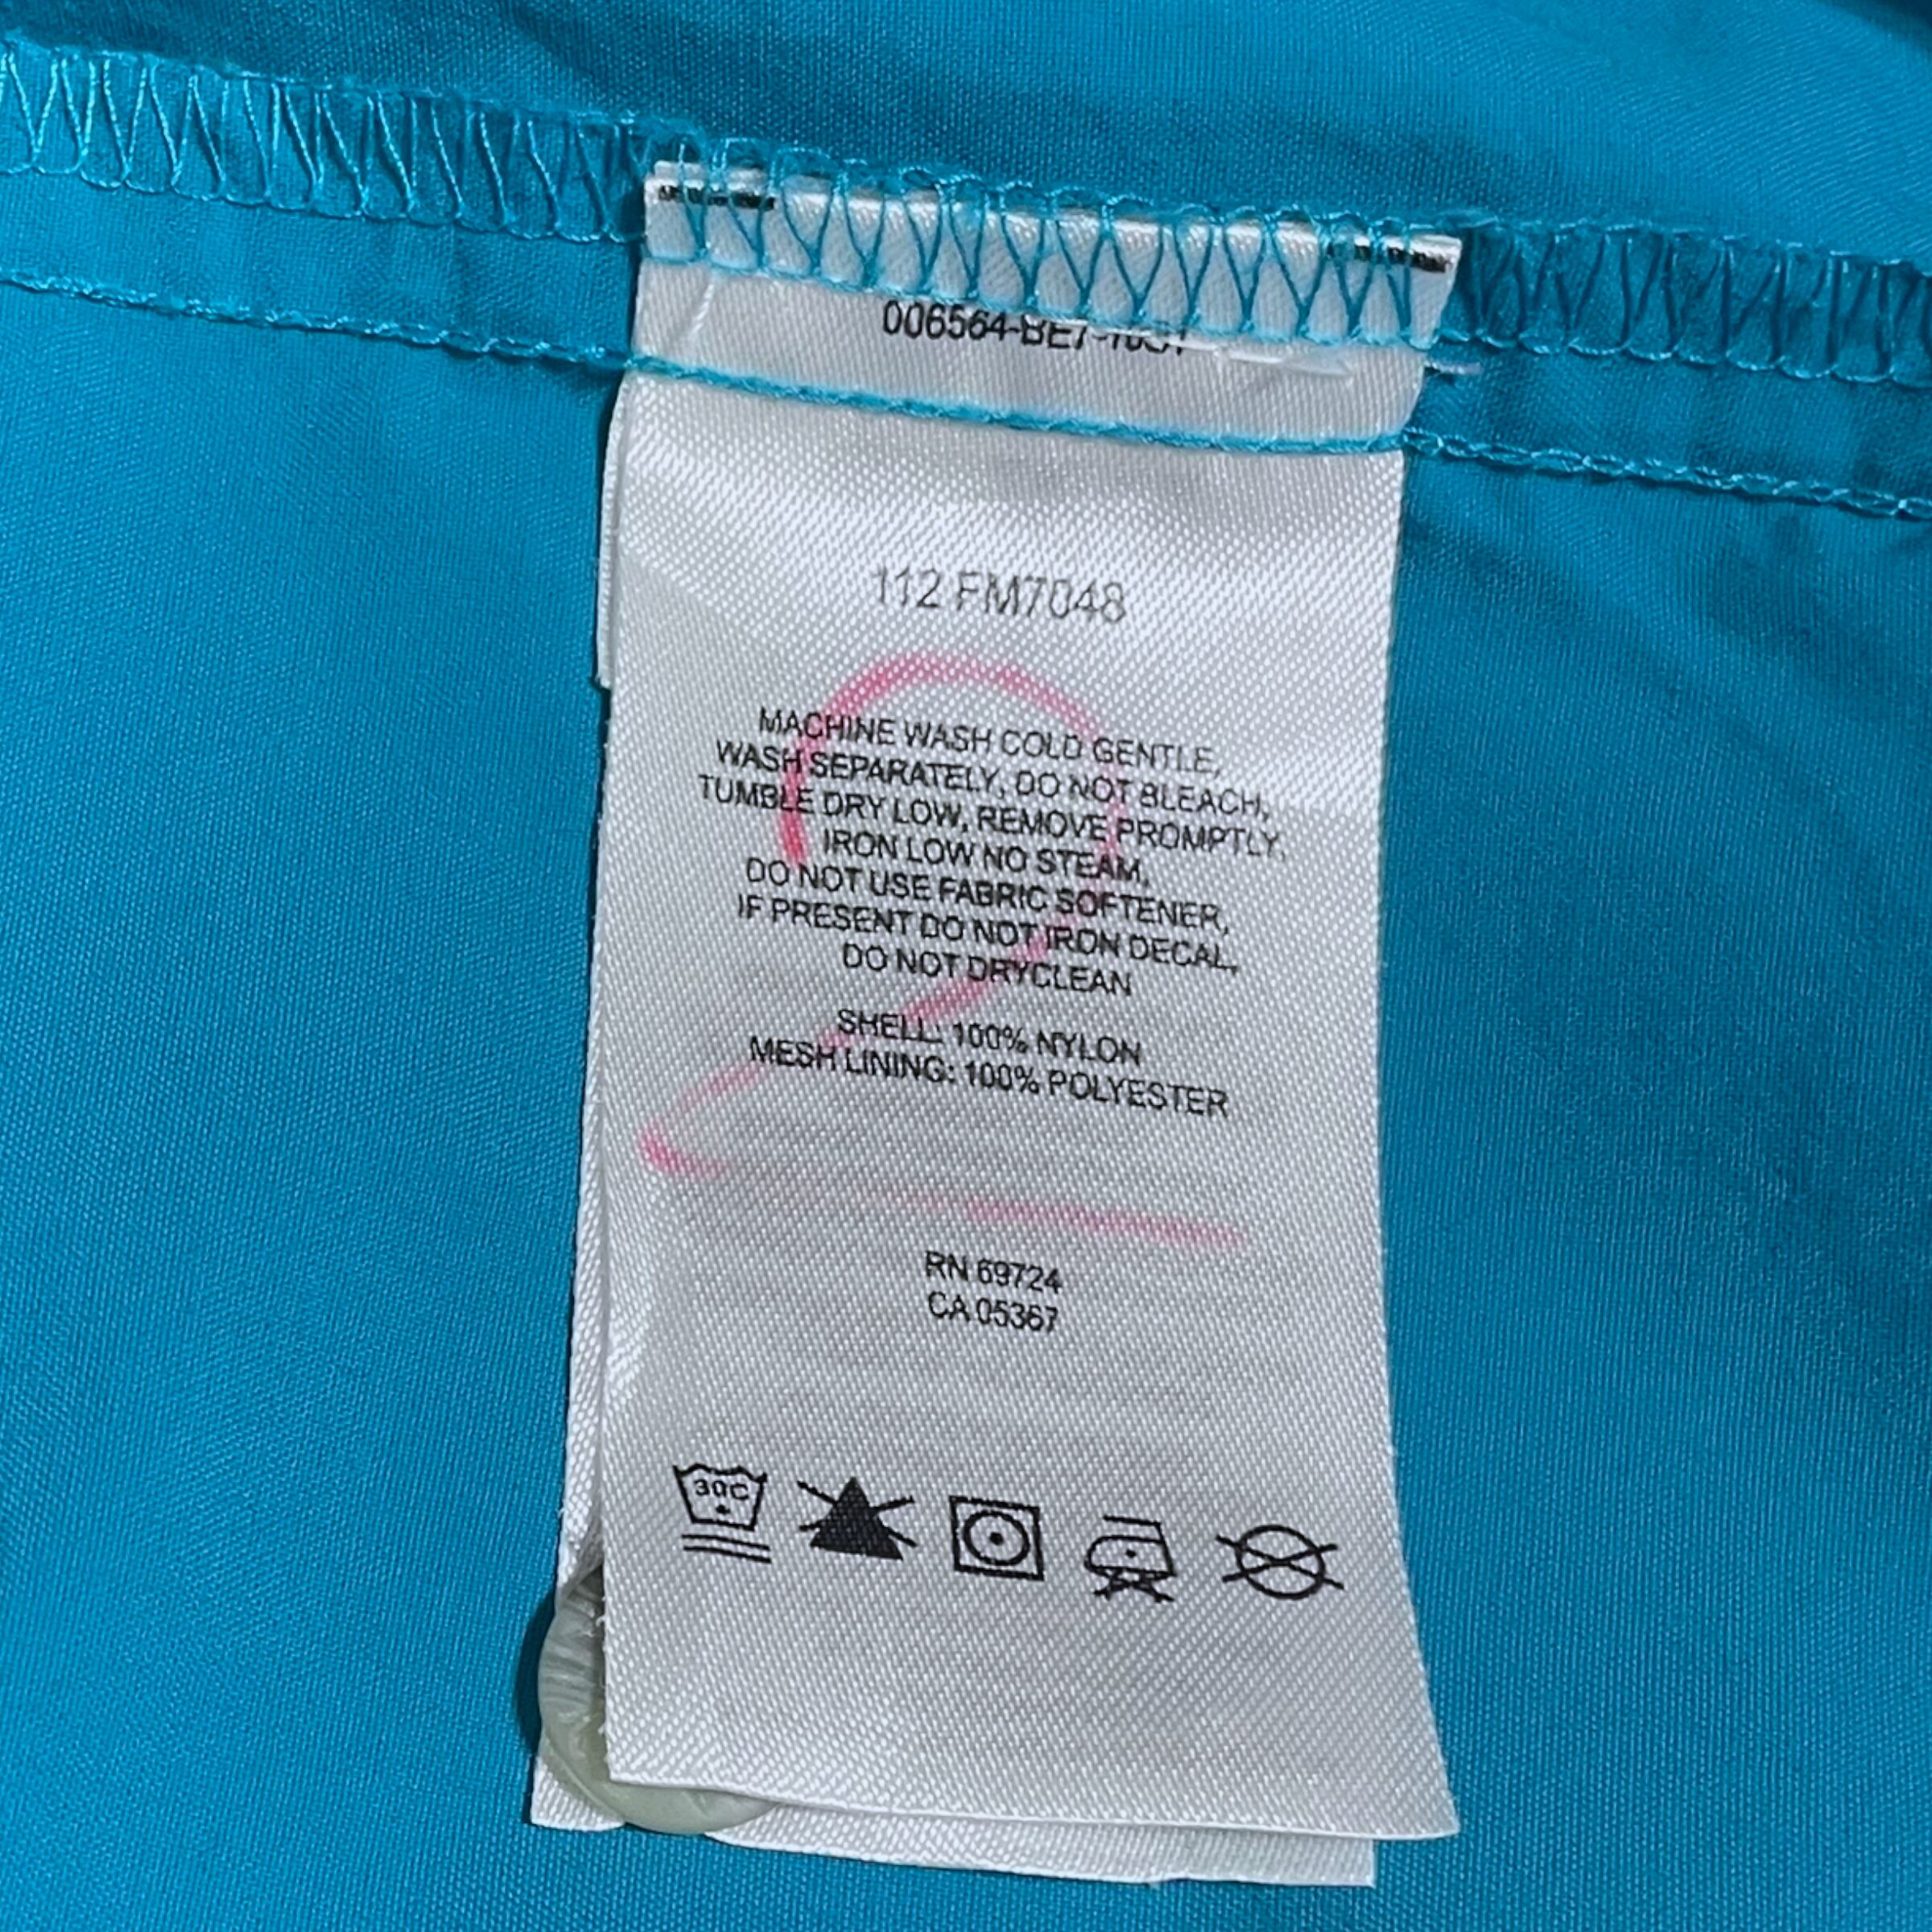 112 FM7048
MACHINE WASH COLD GENTLE,
WASH SEPARATELY, DO NOT BLEACH,
TUMBLE DRY LOW, REMOVE PROMPTLY,
IRON LOW NO STEAM,
DO NOT USE FABRIC SOFTENER,
IF PRESENT DO NOT IRON DECAL,
DO NOT DRYCLEAN
SHELL: 100% NYLON
MESH LINING: 100% POLYESTER
2
RN 69724
CA 05367
30C